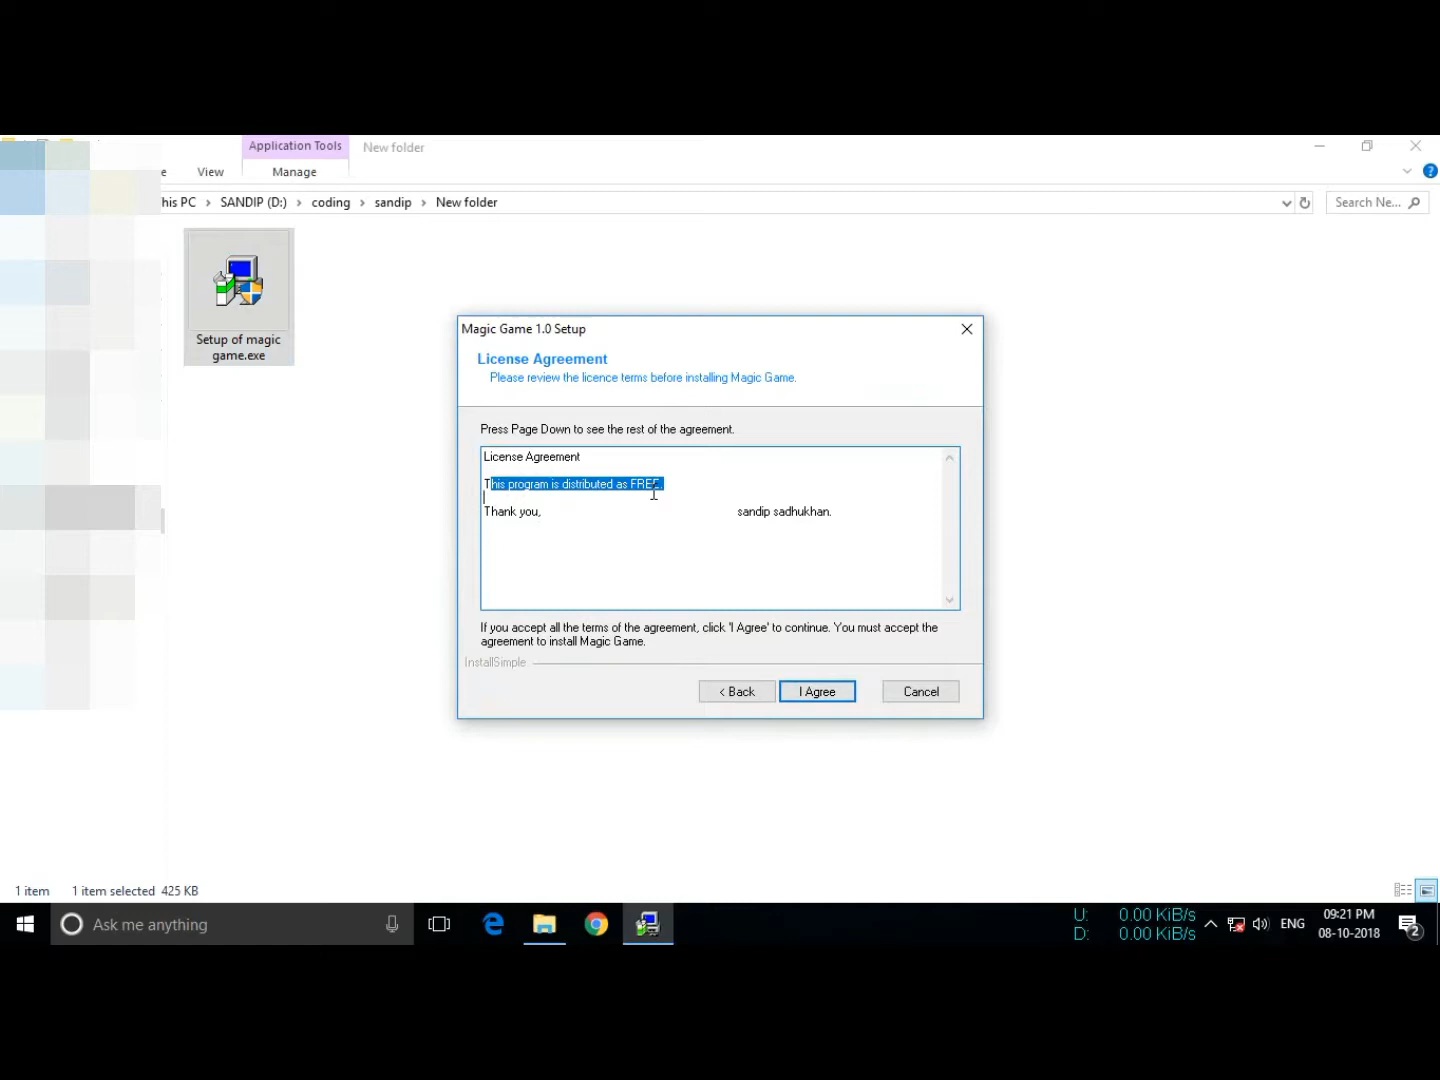 Application Tools
New folder
e
View
Manage
his PC > SANDIP (D:) > coding > sandip > New folder
Search Ne...
Setup of magic
game.exe
Magic Game 1.0 Setup
License Agreement
Please review the licence terms before installing Magic Game.
Press Page Down to see the rest of the agreement.
License Agreement
This program is distributed as FREE.
Thank you, sandip sadhukhan.
If you accept all the terms of the agreement, click 'I Agree' to continue. You must accept the
agreement to install Magic Game.
InstallSimple
< Back
I Agree
Cancel
1 item 1 item selected 425 KB
Ask me anything
U: 0.00 KiB/s
D: 0.00 KiB/s
ENG
09:21 PM
08-10-2018
2